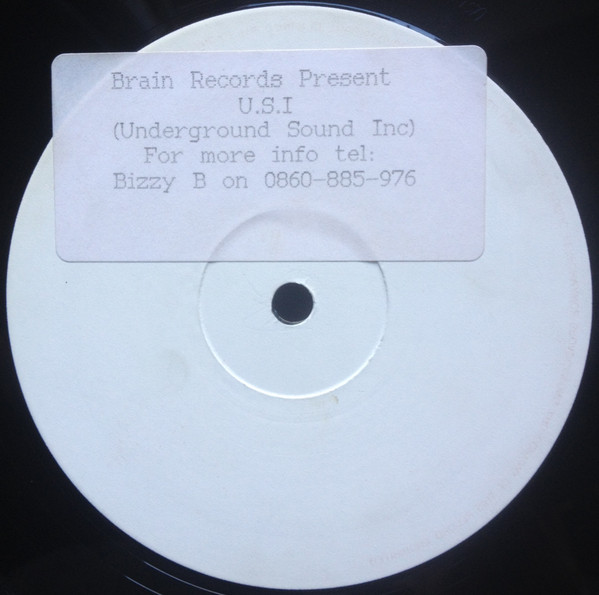 Brain Records Present
U.S.I
(Underground Sound Inc)
For more info tel:
Bizzy B on 0860-885-976